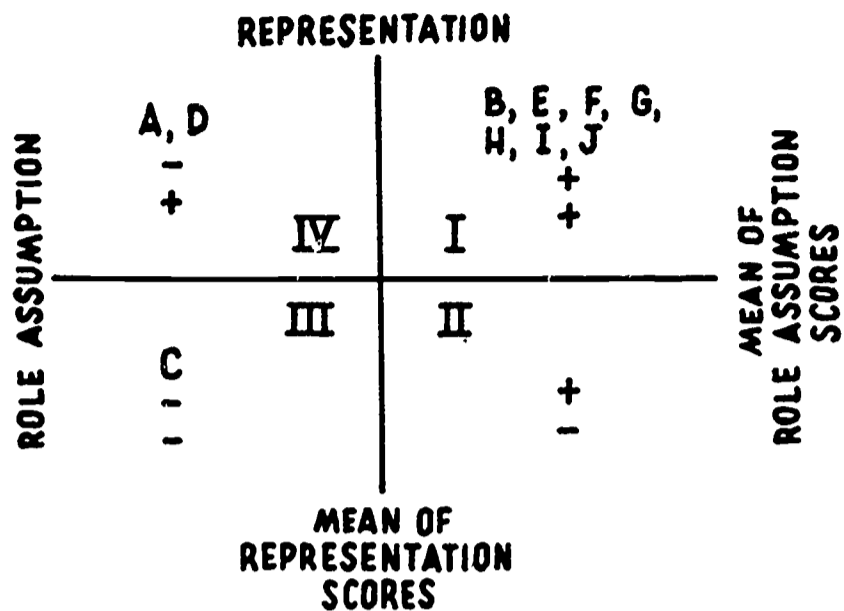 REPRESENTATION
A, D
-
+
B, E, F, G,
H, I, J
+
+
IV
I
ROLE ASSUMPTION
MEAN OF
ROLE ASSUMPTION
SCORES
III
II
C
-
-
+
-
MEAN OF
REPRESENTATION
SCORES